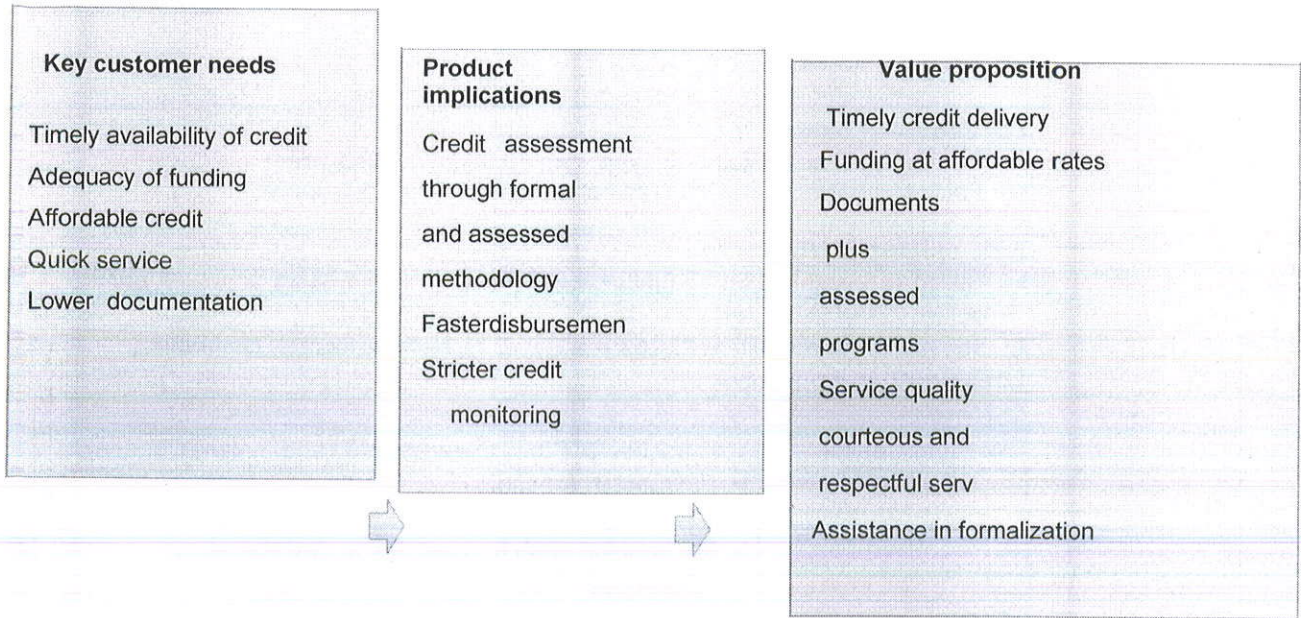 Key customer needs
Timely availability of credit
Adequacy of funding
Affordable credit
Quick service
Lower documentation
Product
implications
Credit assessment
through formal
and assessed
methodology
Fasterdisbursemen
Stricter credit
monitoring
Value proposition
Timely credit delivery
Funding at affordable rates
Documents
plus
assessed
programs
Service quality
courteous and
respectful serv
Assistance in formalization